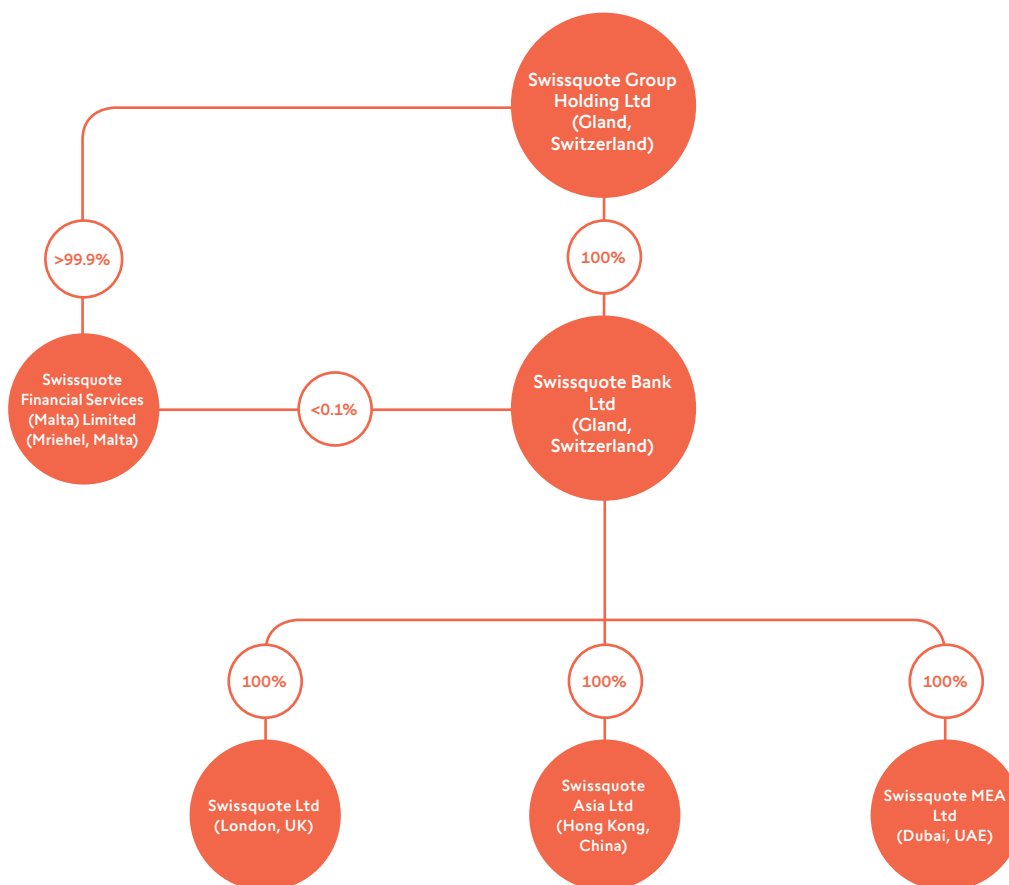 Swissquote Group
Holding Ltd
(Gland,
Switzerland)
>99.9%
100%
Swissquote
Financial Services
(Malta) Limited
(Mriehel, Malta)
<0.1%
Swissquote Bank
Ltd
(Gland,
Switzerland)
100%
100%
100%
Swissquote Ltd
(London, UK)
Swissquote
Asia Ltd
(Hong Kong,
China)
Swissquote MEA
Ltd
(Dubai, UAE)